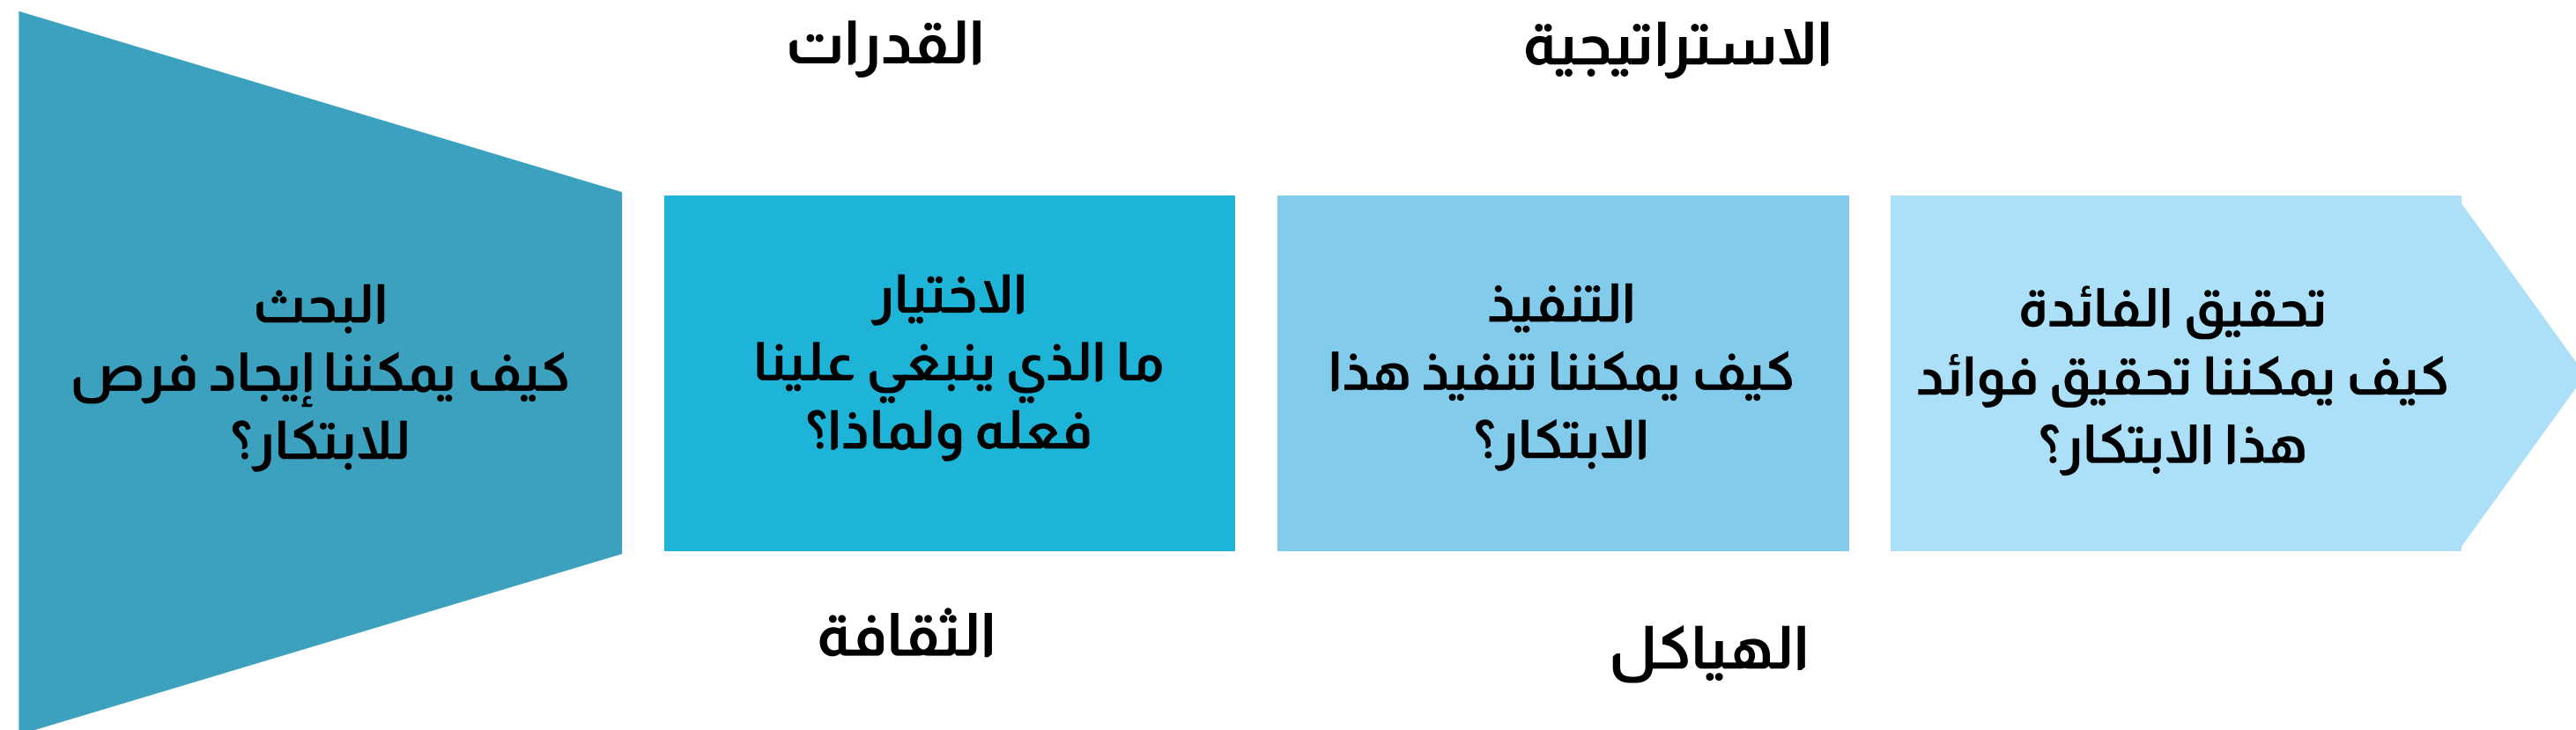 القدرات
الاستراتيجية
البحث
كيف يمكننا إيجاد فرص
للابتكار؟
الاختيار
ما الذي ينبغي علينا
فعله ولماذا؟
التنفيذ
كيف يمكننا تنفيذ هذا
الابتكار؟
تحقيق الفائدة
كيف يمكننا تحقيق فوائد
هذا الابتكار؟
الثقافة
الهياكل